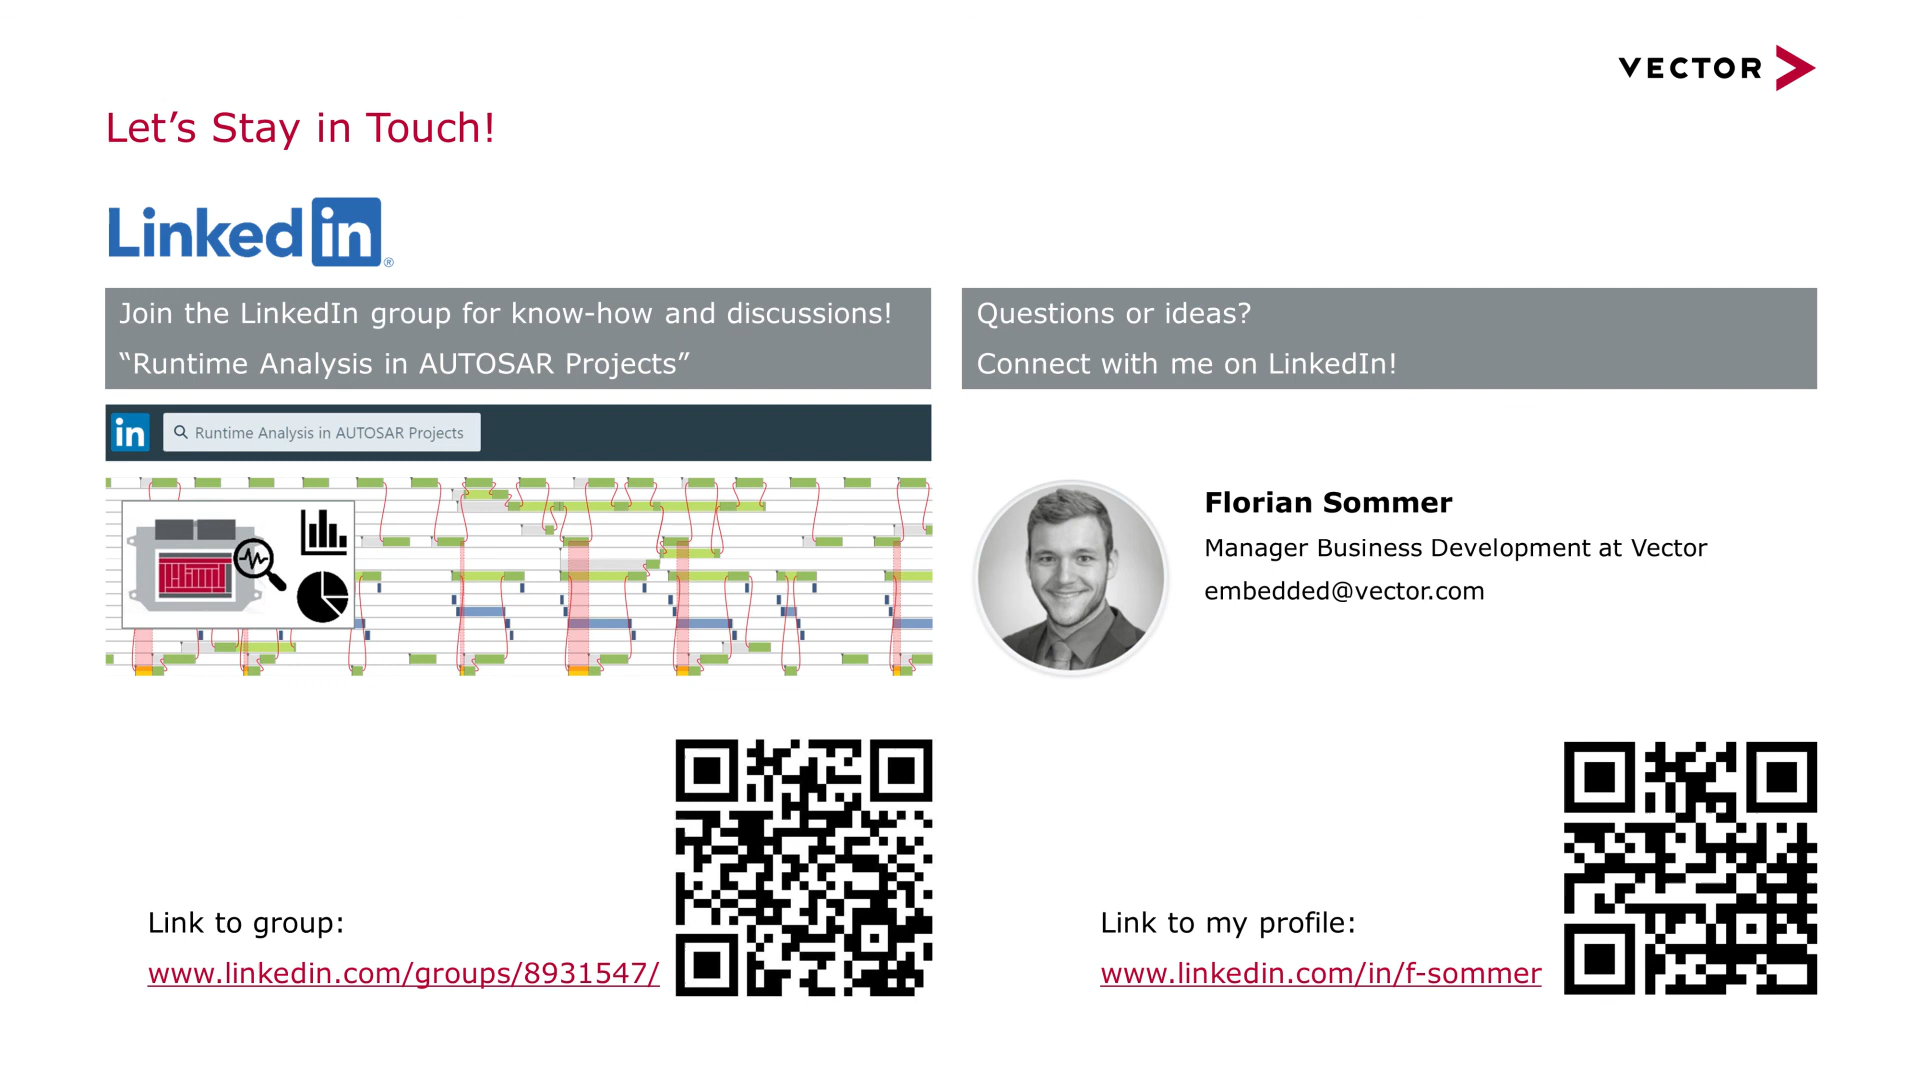 VECTOR
Let’s Stay in Touch!
Linked in ®
Join the LinkedIn group for know-how and discussions!
“Runtime Analysis in AUTOSAR Projects”
in Runtime Analysis in AUTOSAR Projects
Questions or ideas?
Connect with me on LinkedIn!
Florian Sommer
Manager Business Development at Vector
embedded@vector.com
Link to group:
www.linkedin.com/groups/8931547/
Link to my profile:
www.linkedin.com/in/f-sommer